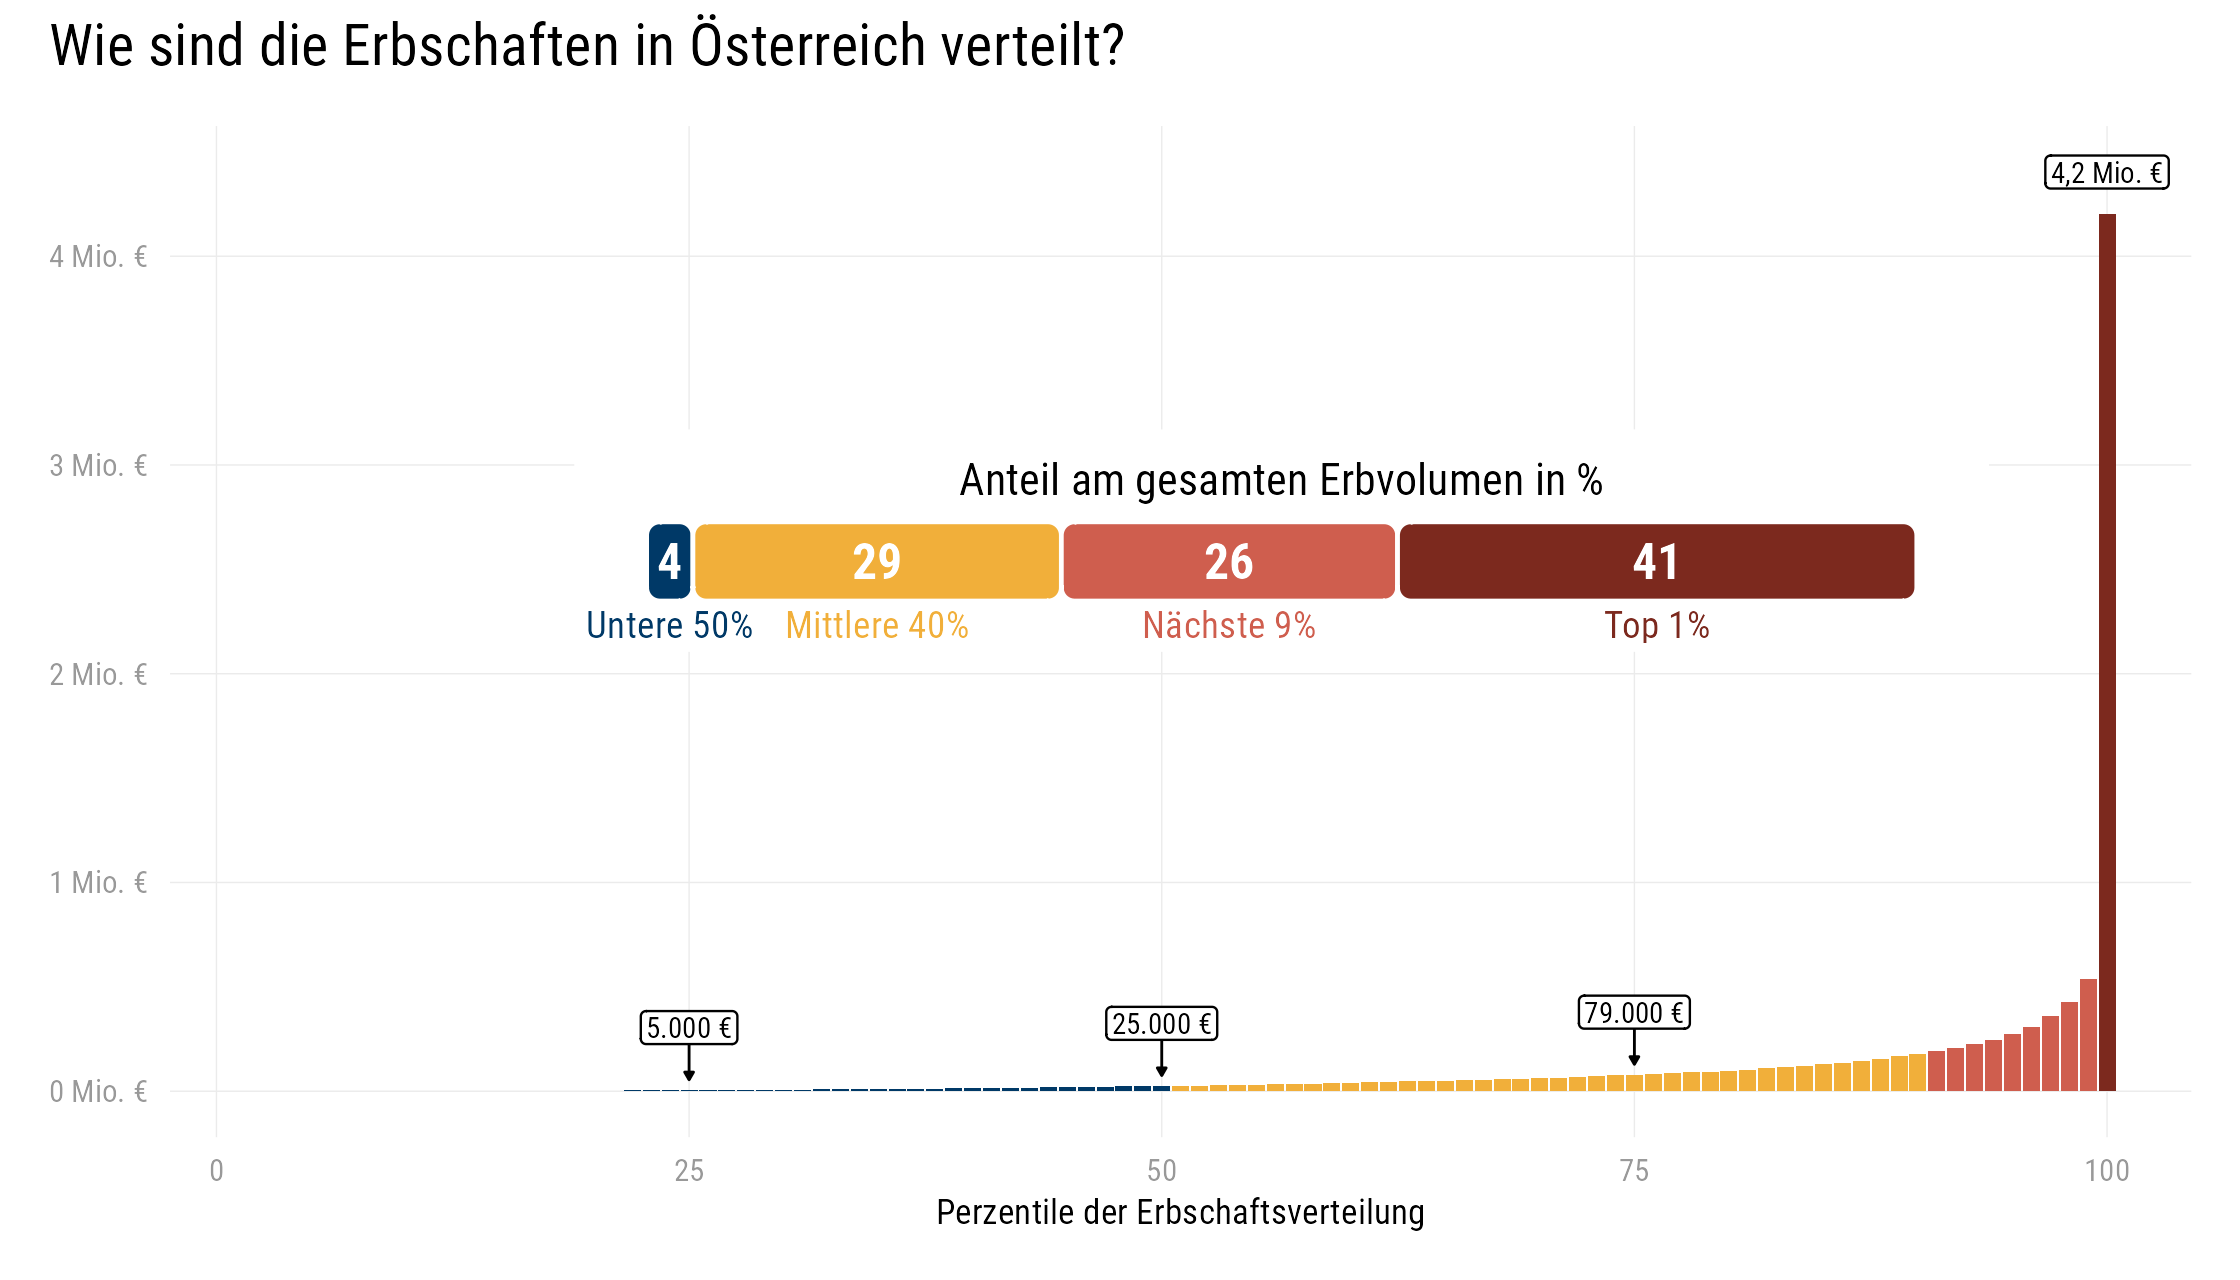 Wie sind die Erbschaften in Österreich verteilt?
4,2 Mio. €
4 Mio. €
3 Mio. €
Anteil am gesamten Erbvolumen in %
4 29 26 41
Untere 50% Mittlere 40% Nächste 9% Top 1%
2 Mio. €
1 Mio. €
5.000 € 25.000 € 79.000 €
0 Mio. €
0 25 50 75 100
Perzentile der Erbschaftsverteilung